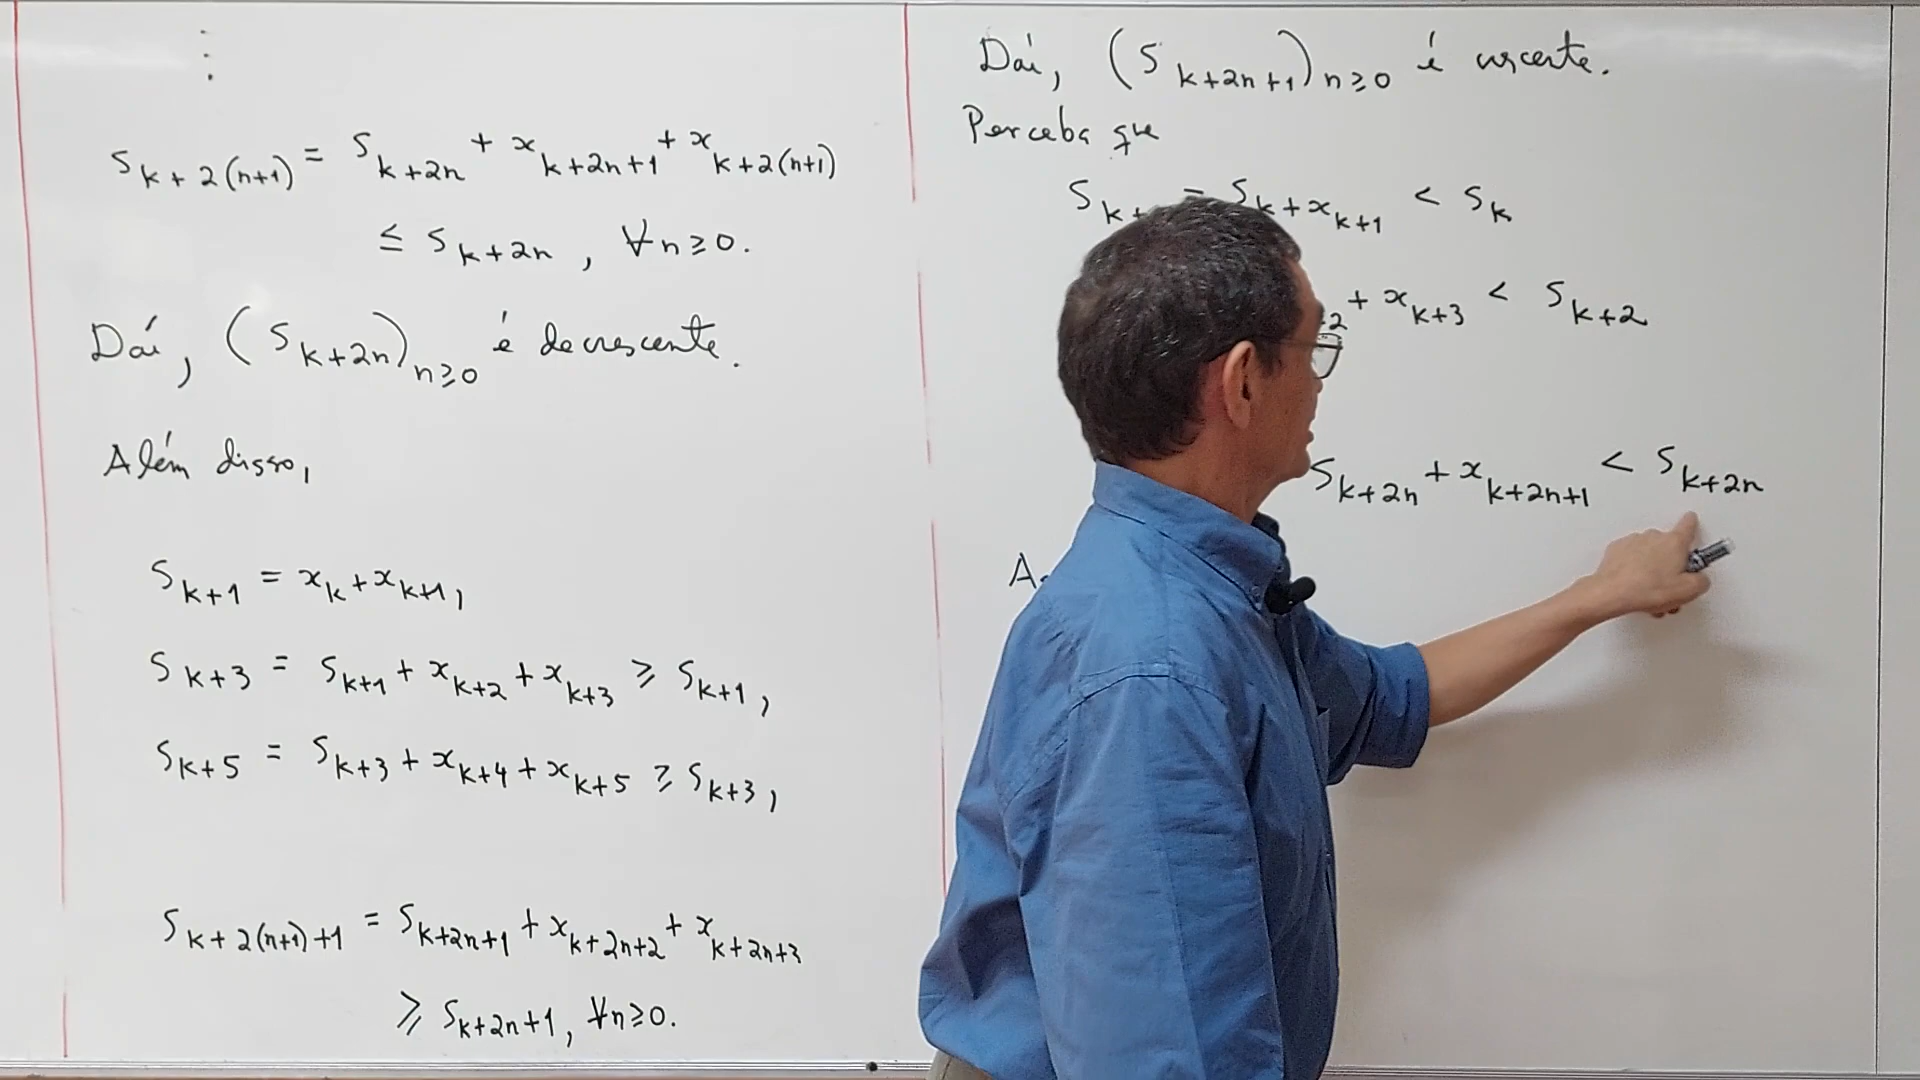 ⋮
S_{k+2(n+1)} = S_{k+2n} + x_{k+2n+1} + x_{k+2(n+1)}
≤ S_{k+2n}, ∀n≥0.
Daí, (S_{k+2n})_{n≥0} é decrescente.
Além disso,
S_{k+1} = x_k + x_{k+1},
S_{k+3} = S_{k+1} + x_{k+2} + x_{k+3} ≥ S_{k+1},
S_{k+5} = S_{k+3} + x_{k+4} + x_{k+5} ≥ S_{k+3},
S_{k+2(n+1)+1} = S_{k+2n+1} + x_{k+2n+2} + x_{k+2n+3}
≥ S_{k+2n+1}, ∀n≥0.
Daí, (S_{k+2n+1})_{n≥0} é crescente.
Perceba que
S_{k+ = S_k + x_{k+1} < S_k
+ x_{k+3} < S_{k+2}
S_{k+2n} + x_{k+2n+1} < S_{k+2n}